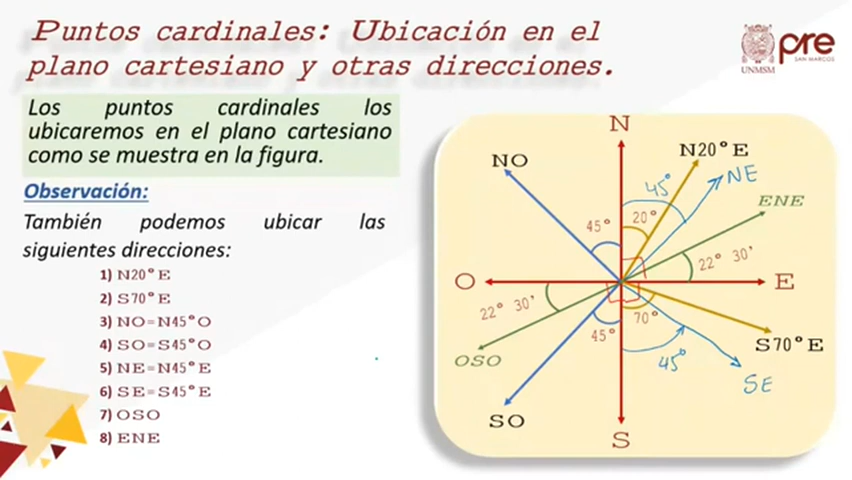 Puntos cardinales: Ubicación en el
plano cartesiano y otras direcciones.
UNMSM
pre
SAN MARCOS
Los puntos cardinales los
ubicaremos en el plano cartesiano
como se muestra en la figura.
Observación:
También podemos ubicar las
siguientes direcciones:
1) N20°E
2) S70°E
3) NO=N45°O
4) SO=S45°O
5) NE=N45°E
6) SE=S45°E
7) OSO
8) ENE
N
NO
N20°E
NE
45°
ENE
45°
20°
22° 30'
O
E
22° 30'
70°
45°
S70°E
OSO
45°
SE
SO
S